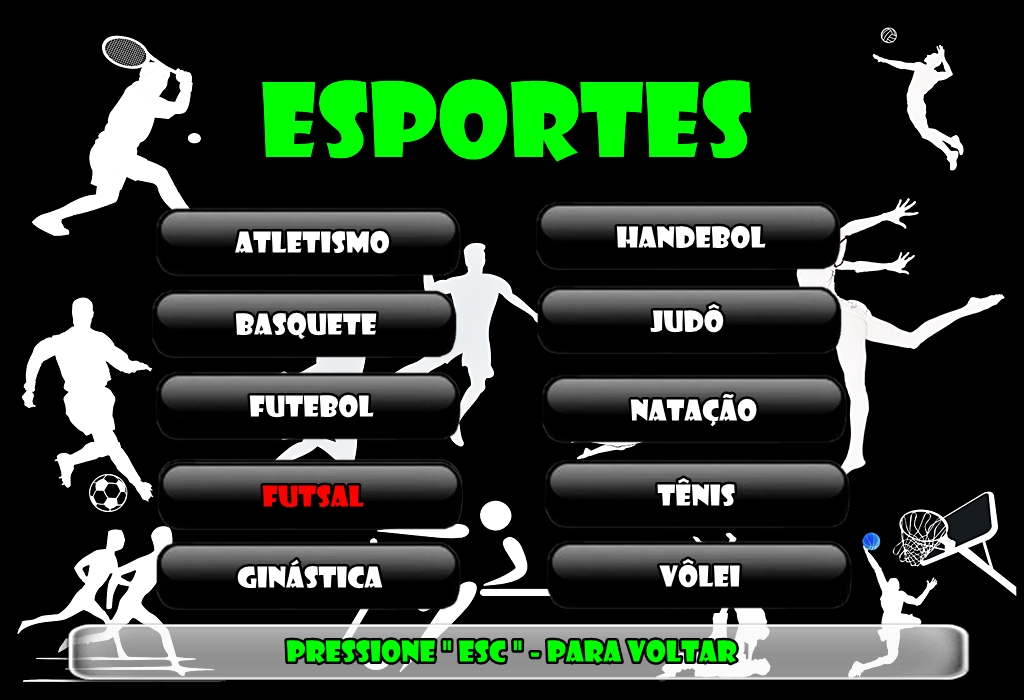 ESPORTES
ATLETISMO
BASQUETE
FUTEBOL
FUTSAL
GINÁSTICA
HANDEBOL
JUDÔ
NATAÇÃO
TÊNIS
VÔLEI
PRESSIONE " ESC " - PARA VOLTAR